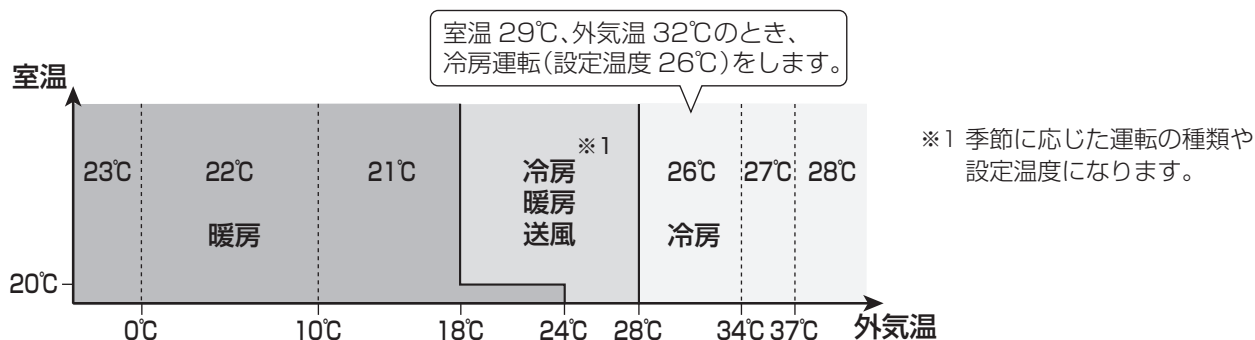 室温 29℃、外気温 32℃のとき、
冷房運転(設定温度 26℃)をします。
室温
※1
23℃ 22℃ 21℃ 冷房 26℃ 27℃ 28℃
暖房
暖房 送風 冷房
20℃
0℃ 10℃ 18℃ 24℃ 28℃ 34℃ 37℃ 外気温
※1 季節に応じた運転の種類や
設定温度になります。